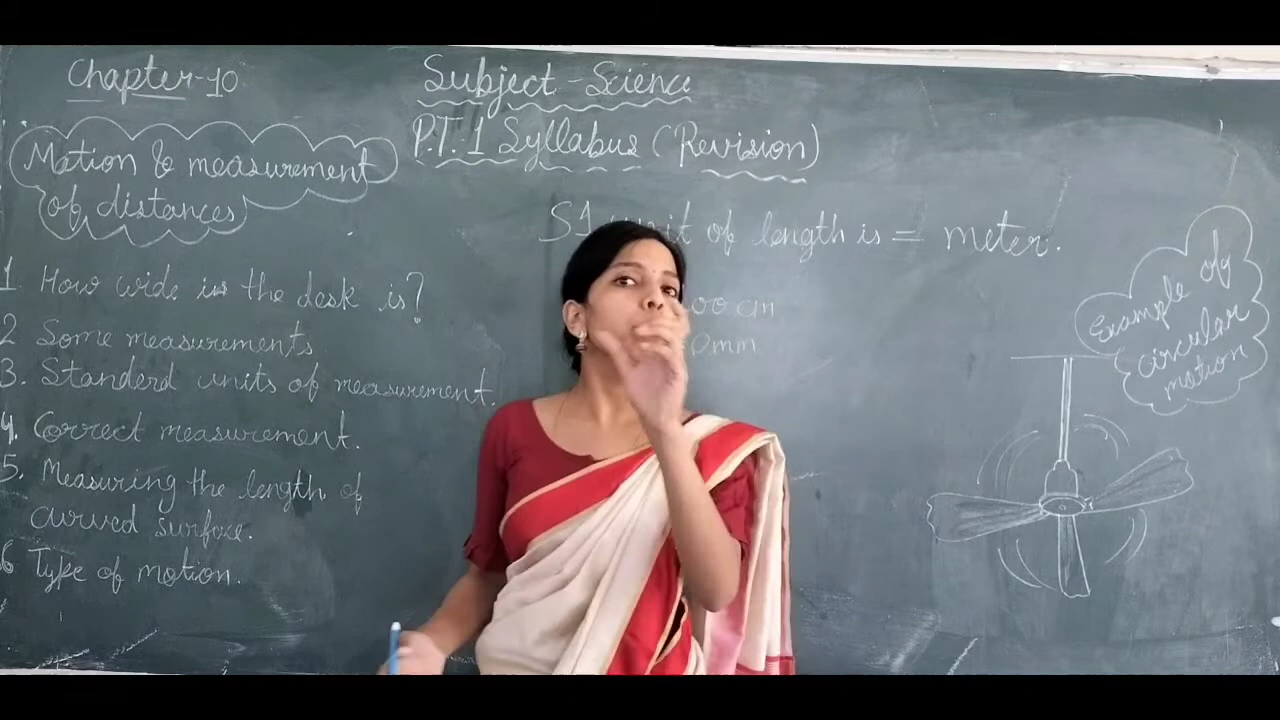 Chapter-10
Motion & measurement
of distances
1. How wide is the desk is?
2 Some measurements
3. Standerd units of measurement.
4. Correct measurement.
5. Measuring the length of
curved surface.
6 Type of motion.
Subject - Science
P.T. 1 Syllabus (Revision)
SI unit of length is = meter.
00 cm
0mm
Example of
circular
motion